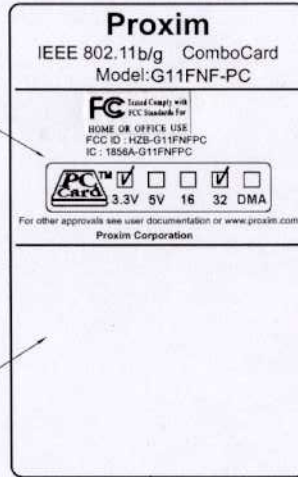 Proxim
IEEE 802.11b/g ComboCard
Model:G11FNF-PC
FC Tested Comply with
FCC Standards For
HOME OR OFFICE USE
FCC ID : HZB-G11FNFPC
IC : 1856A-G11FNFPC
PC Card TM
3.3V 5V 16 32 DMA
For other approvals see user documentation or www.proxim.com
Proxim Corporation